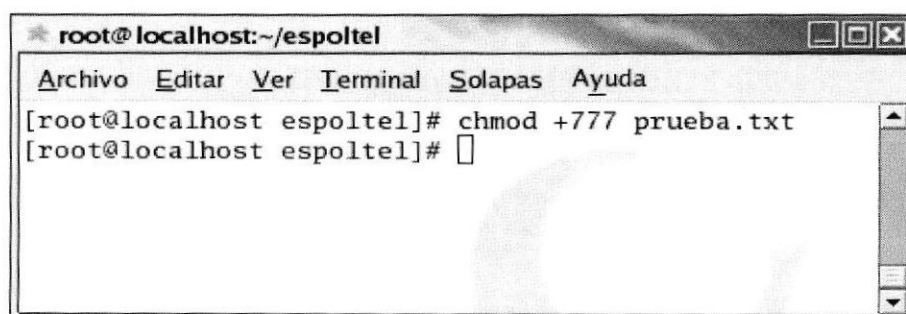 root@localhost:~/espoltel
Archivo Editar Ver Terminal Solapas Ayuda
[root@localhost espoltel]# chmod +777 prueba.txt
[root@localhost espoltel]#